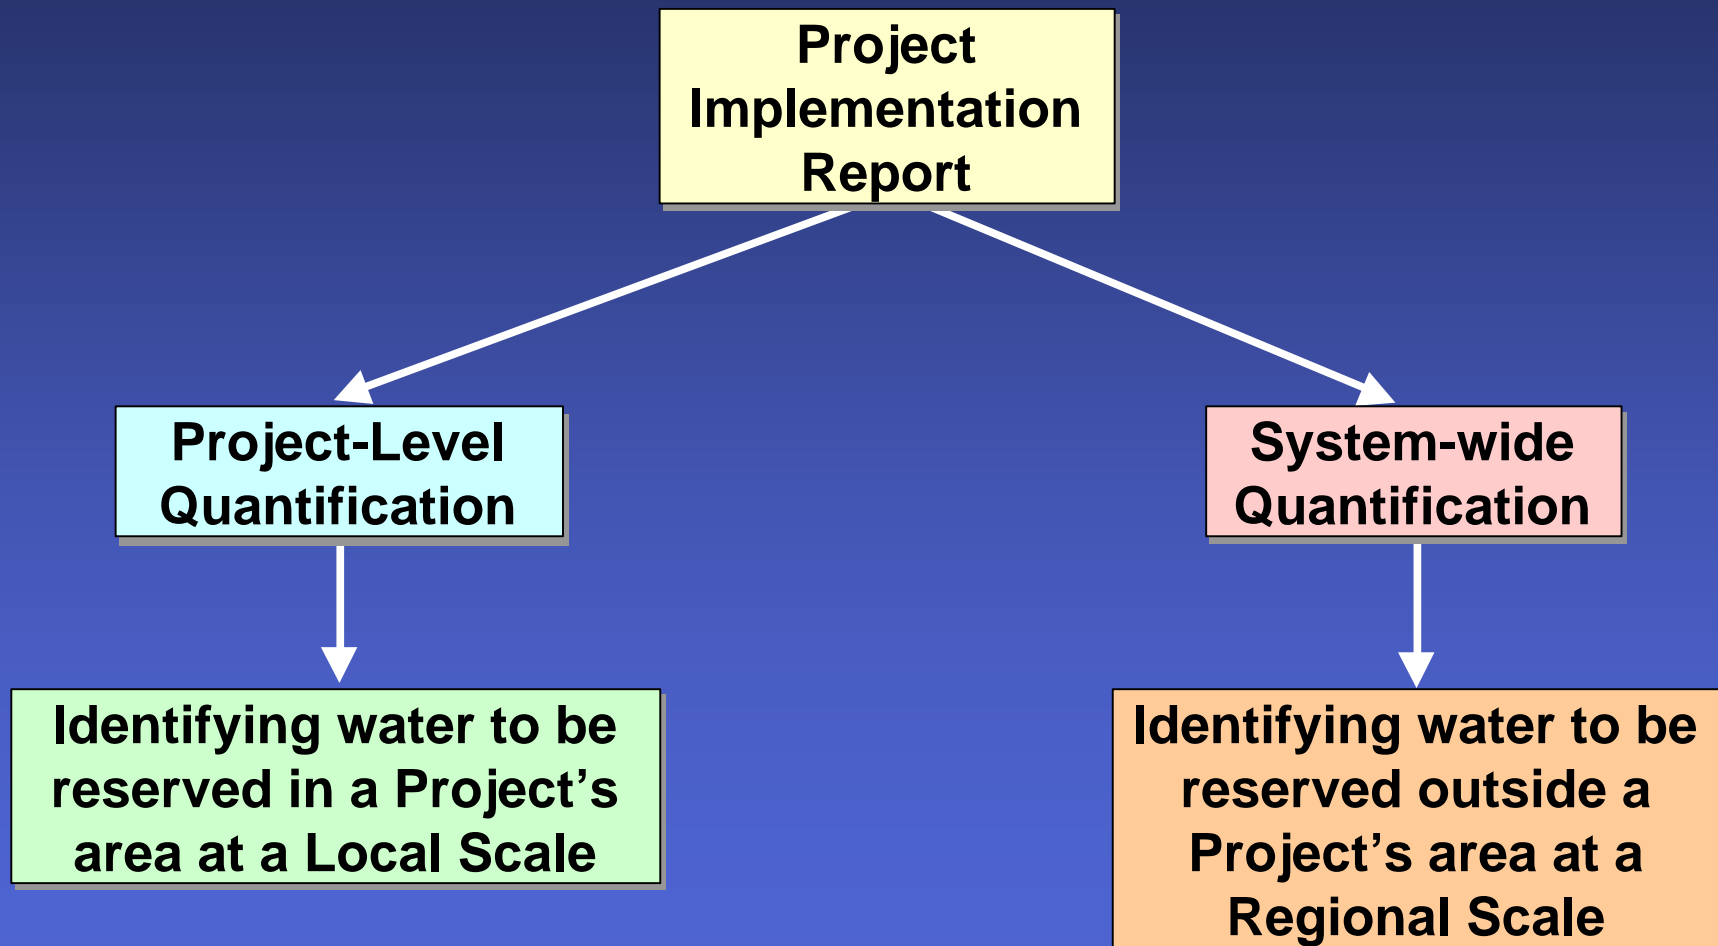 Project
Implementation
Report
Project-Level
Quantification
System-wide
Quantification
Identifying water to be
reserved in a Project’s
area at a Local Scale
Identifying water to be
reserved outside a
Project’s area at a
Regional Scale